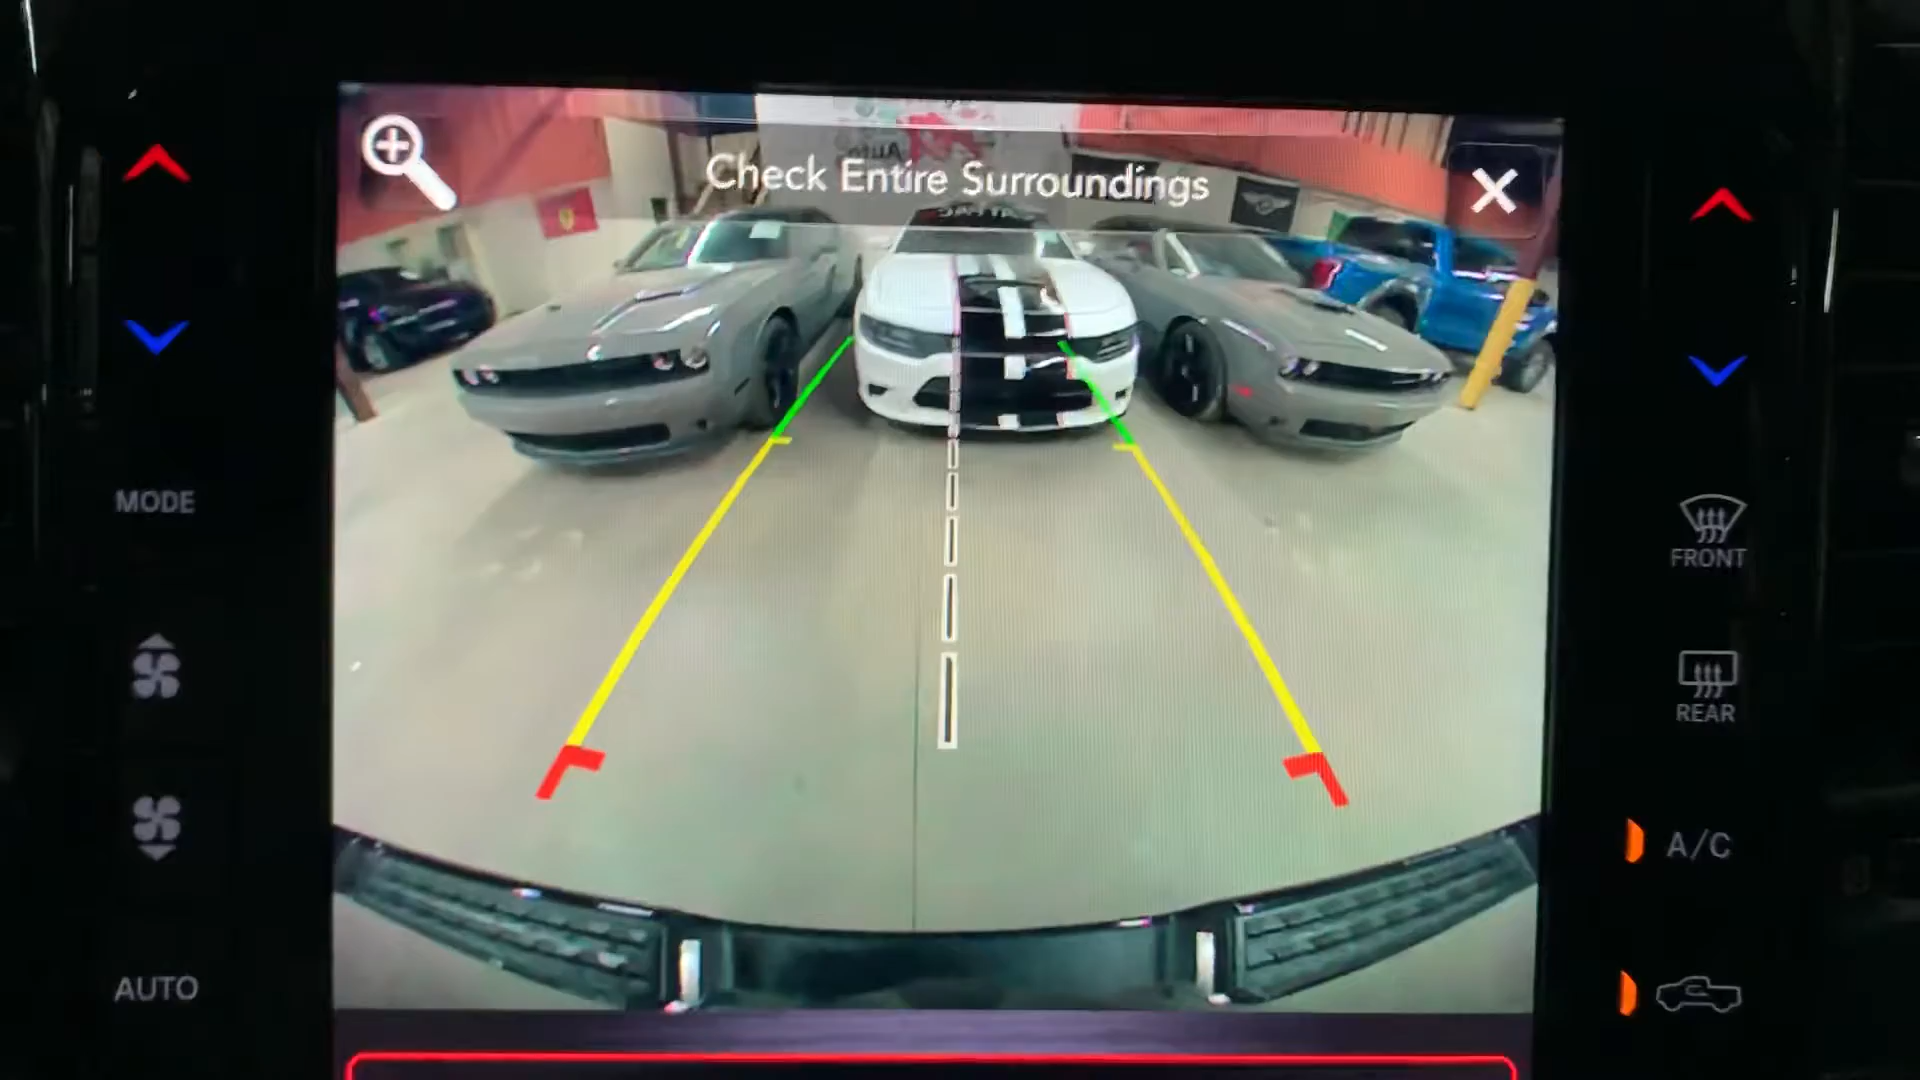 Check Entire Surroundings
MODE
FRONT
REAR
A/C
AUTO